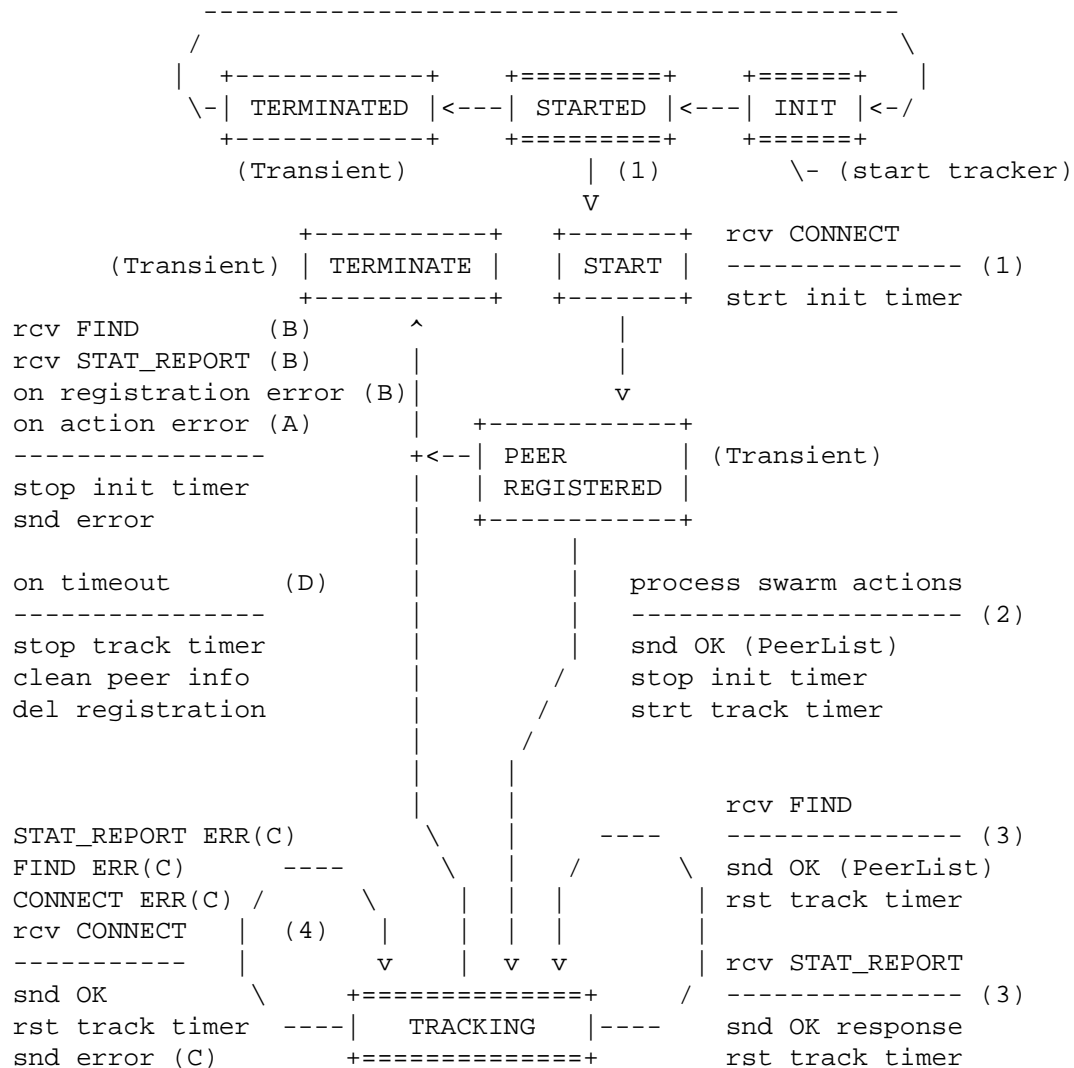 --------------------------------------------
/ \
| +------------+ +=========+ +======+ |
\-| TERMINATED |<---| STARTED |<---| INIT |<-/
+------------+ +=========+ +======+
(Transient) | (1) \- (start tracker)
V
+-----------+ +-------+ rcv CONNECT
(Transient) | TERMINATE | | START | --------------- (1)
+-----------+ +-------+ strt init timer
rcv FIND (B) ^ |
rcv STAT_REPORT (B) | |
on registration error (B)| v
on action error (A) | +------------+
---------------- +<--| PEER | (Transient)
stop init timer | | REGISTERED |
snd error | +------------+
| |
on timeout (D) | | process swarm actions
---------------- | | --------------------- (2)
stop track timer | | snd OK (PeerList)
clean peer info | / stop init timer
del registration | / strt track timer
| /
| |
| | rcv FIND
STAT_REPORT ERR(C) \ | ---- --------------- (3)
FIND ERR(C) ---- \ | / \ snd OK (PeerList)
CONNECT ERR(C) / \ | | | | rst track timer
rcv CONNECT | (4) | | | | |
----------- | v | v v | rcv STAT_REPORT
snd OK \ +==============+ / --------------- (3)
rst track timer ----| TRACKING |---- snd OK response
snd error (C) +==============+ rst track timer